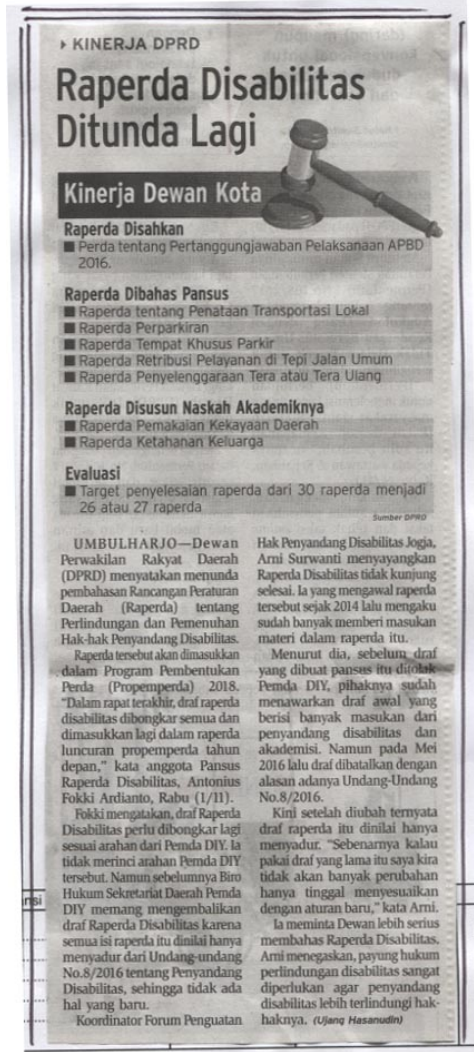 KINERJA DPRD
Raperda Disabilitas
Ditunda Lagi
Kinerja Dewan Kota
Raperda Disahkan
■ Perda tentang Pertanggungjawaban Pelaksanaan APBD
2016.
Raperda Dibahas Pansus
■ Raperda tentang Penataan Transportasi Lokal
■ Raperda Perparkiran
■ Raperda Tempat Khusus Parkir
■ Raperda Retribusi Pelayanan di Tepi Jalan Umum
■ Raperda Penyelenggaraan Tera atau Tera Ulang
Raperda Disusun Naskah Akademiknya
■ Raperda Pemakaian Kekayaan Daerah
■ Raperda Ketahanan Keluarga
Evaluasi
■ Target penyelesaian raperda dari 30 raperda menjadi
26 atau 27 raperda
Sumber DPRD
UMBULHARJO—Dewan
Perwakilan Rakyat Daerah
(DPRD) menyatakan menunda
pembahasan Rancangan Peraturan
Daerah (Raperda) tentang
Perlindungan dan Pemenuhan
Hak-hak Penyandang Disabilitas.
Raperda tersebut akan dimasukkan
dalam Program Pembentukan
Perda (Propemperda) 2018.
"Dalam rapat terakhir, draf raperda
disabilitas dibongkar semua dan
dimasukkan lagi dalam raperda
luncuran propemperda tahun
depan," kata anggota Pansus
Raperda Disabilitas, Antonius
Fokki Ardianto, Rabu (1/11).
Fokki mengatakan, draf Raperda
Disabilitas perlu dibongkar lagi
sesuai arahan dari Pemda DIY. Ia
tidak merinci arahan Pemda DIY
tersebut. Namun sebelumnya Biro
Hukum Sekretariat Daerah Pemda
DIY memang mengembalikan
draf Raperda Disabilitas karena
semua isi raperda itu dinilai hanya
menyadur dari Undang-undang
No.8/2016 tentang Penyandang
Disabilitas, sehingga tidak ada
hal yang baru.
Koordinator Forum Penguatan
Hak Penyandang Disabilitas Jogja,
Arni Surwanti menyayangkan
Raperda Disabilitas tidak kunjung
selesai. Ia yang mengawal raperda
tersebut sejak 2014 lalu mengaku
sudah banyak memberi masukan
materi dalam raperda itu.
Menurut dia, sebelum draf
yang dibuat pansus itu ditolak
Pemda DIY, pihaknya sudah
menawarkan draf awal yang
berisi banyak masukan dari
penyandang disabilitas dan
akademisi. Namun pada Mei
2016 lalu draf dibatalkan dengan
alasan adanya Undang-Undang
No.8/2016.
Kini setelah diubah ternyata
draf raperda itu dinilai hanya
menyadur. "Sebenarnya kalau
pakai draf yang lama itu saya kira
tidak akan banyak perubahan
hanya tinggal menyesuaikan
dengan aturan baru," kata Arni.
Ia meminta Dewan lebih serius
membahas Raperda Disabilitas.
Arni menegaskan, payung hukum
perlindungan disabilitas sangat
diperlukan agar penyandang
disabilitas lebih terlindungi hak-
haknya. (Ujang Hasanudin)